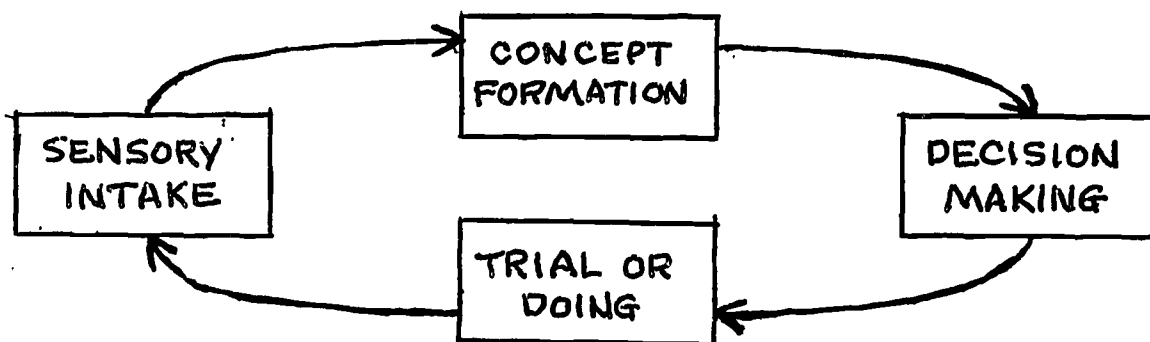 CONCEPT
FORMATION
SENSORY
INTAKE
DECISION
MAKING
TRIAL OR
DOING